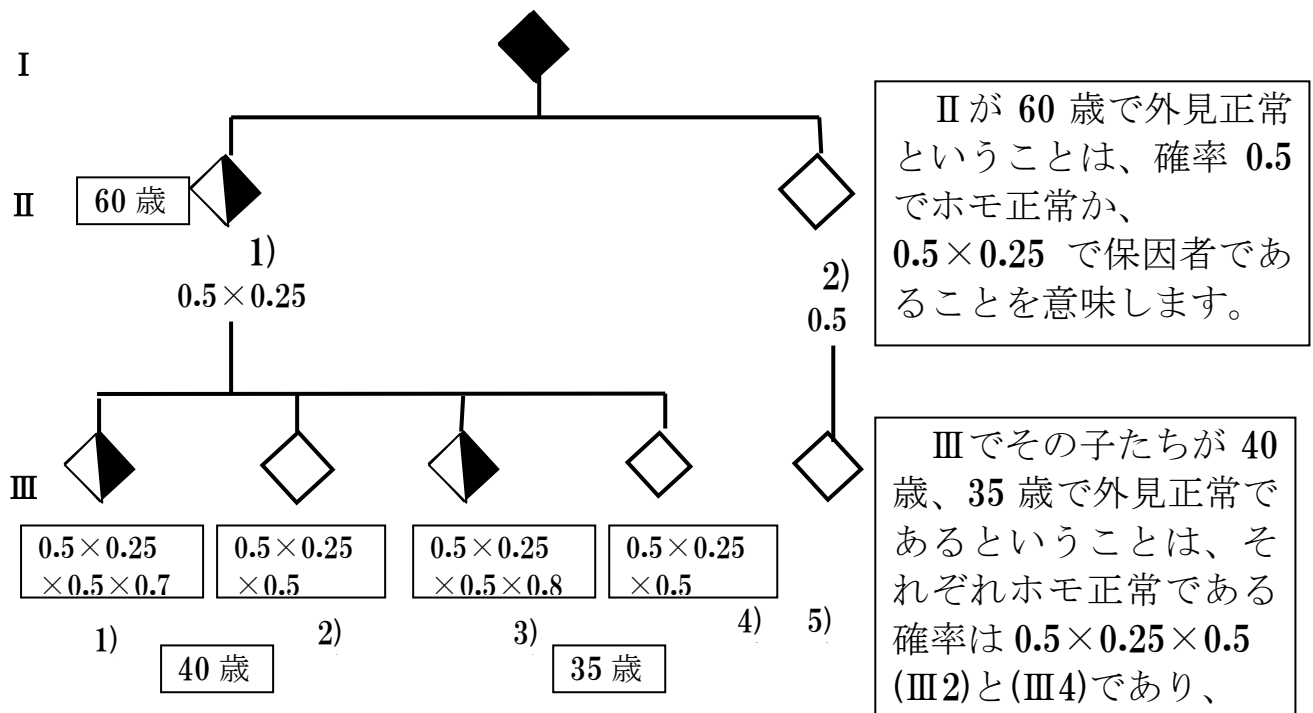 Ⅰ
Ⅱ
60 歳
1)
0.5×0.25
2)
0.5
Ⅱが 60 歳で外見正常
ということは、確率 0.5
でホモ正常か、
0.5×0.25 で保因者であ
ることを意味します。
Ⅲ
0.5×0.25
×0.5×0.7
0.5×0.25
×0.5
0.5×0.25
×0.5×0.8
0.5×0.25
×0.5
1)
2)
3)
4)
5)
40 歳
35 歳
Ⅲでその子たちが 40
歳、35 歳で外見正常で
あるということは、そ
れぞれホモ正常である
確率は 0.5×0.25×0.5
(Ⅲ2)と(Ⅲ4)であり、